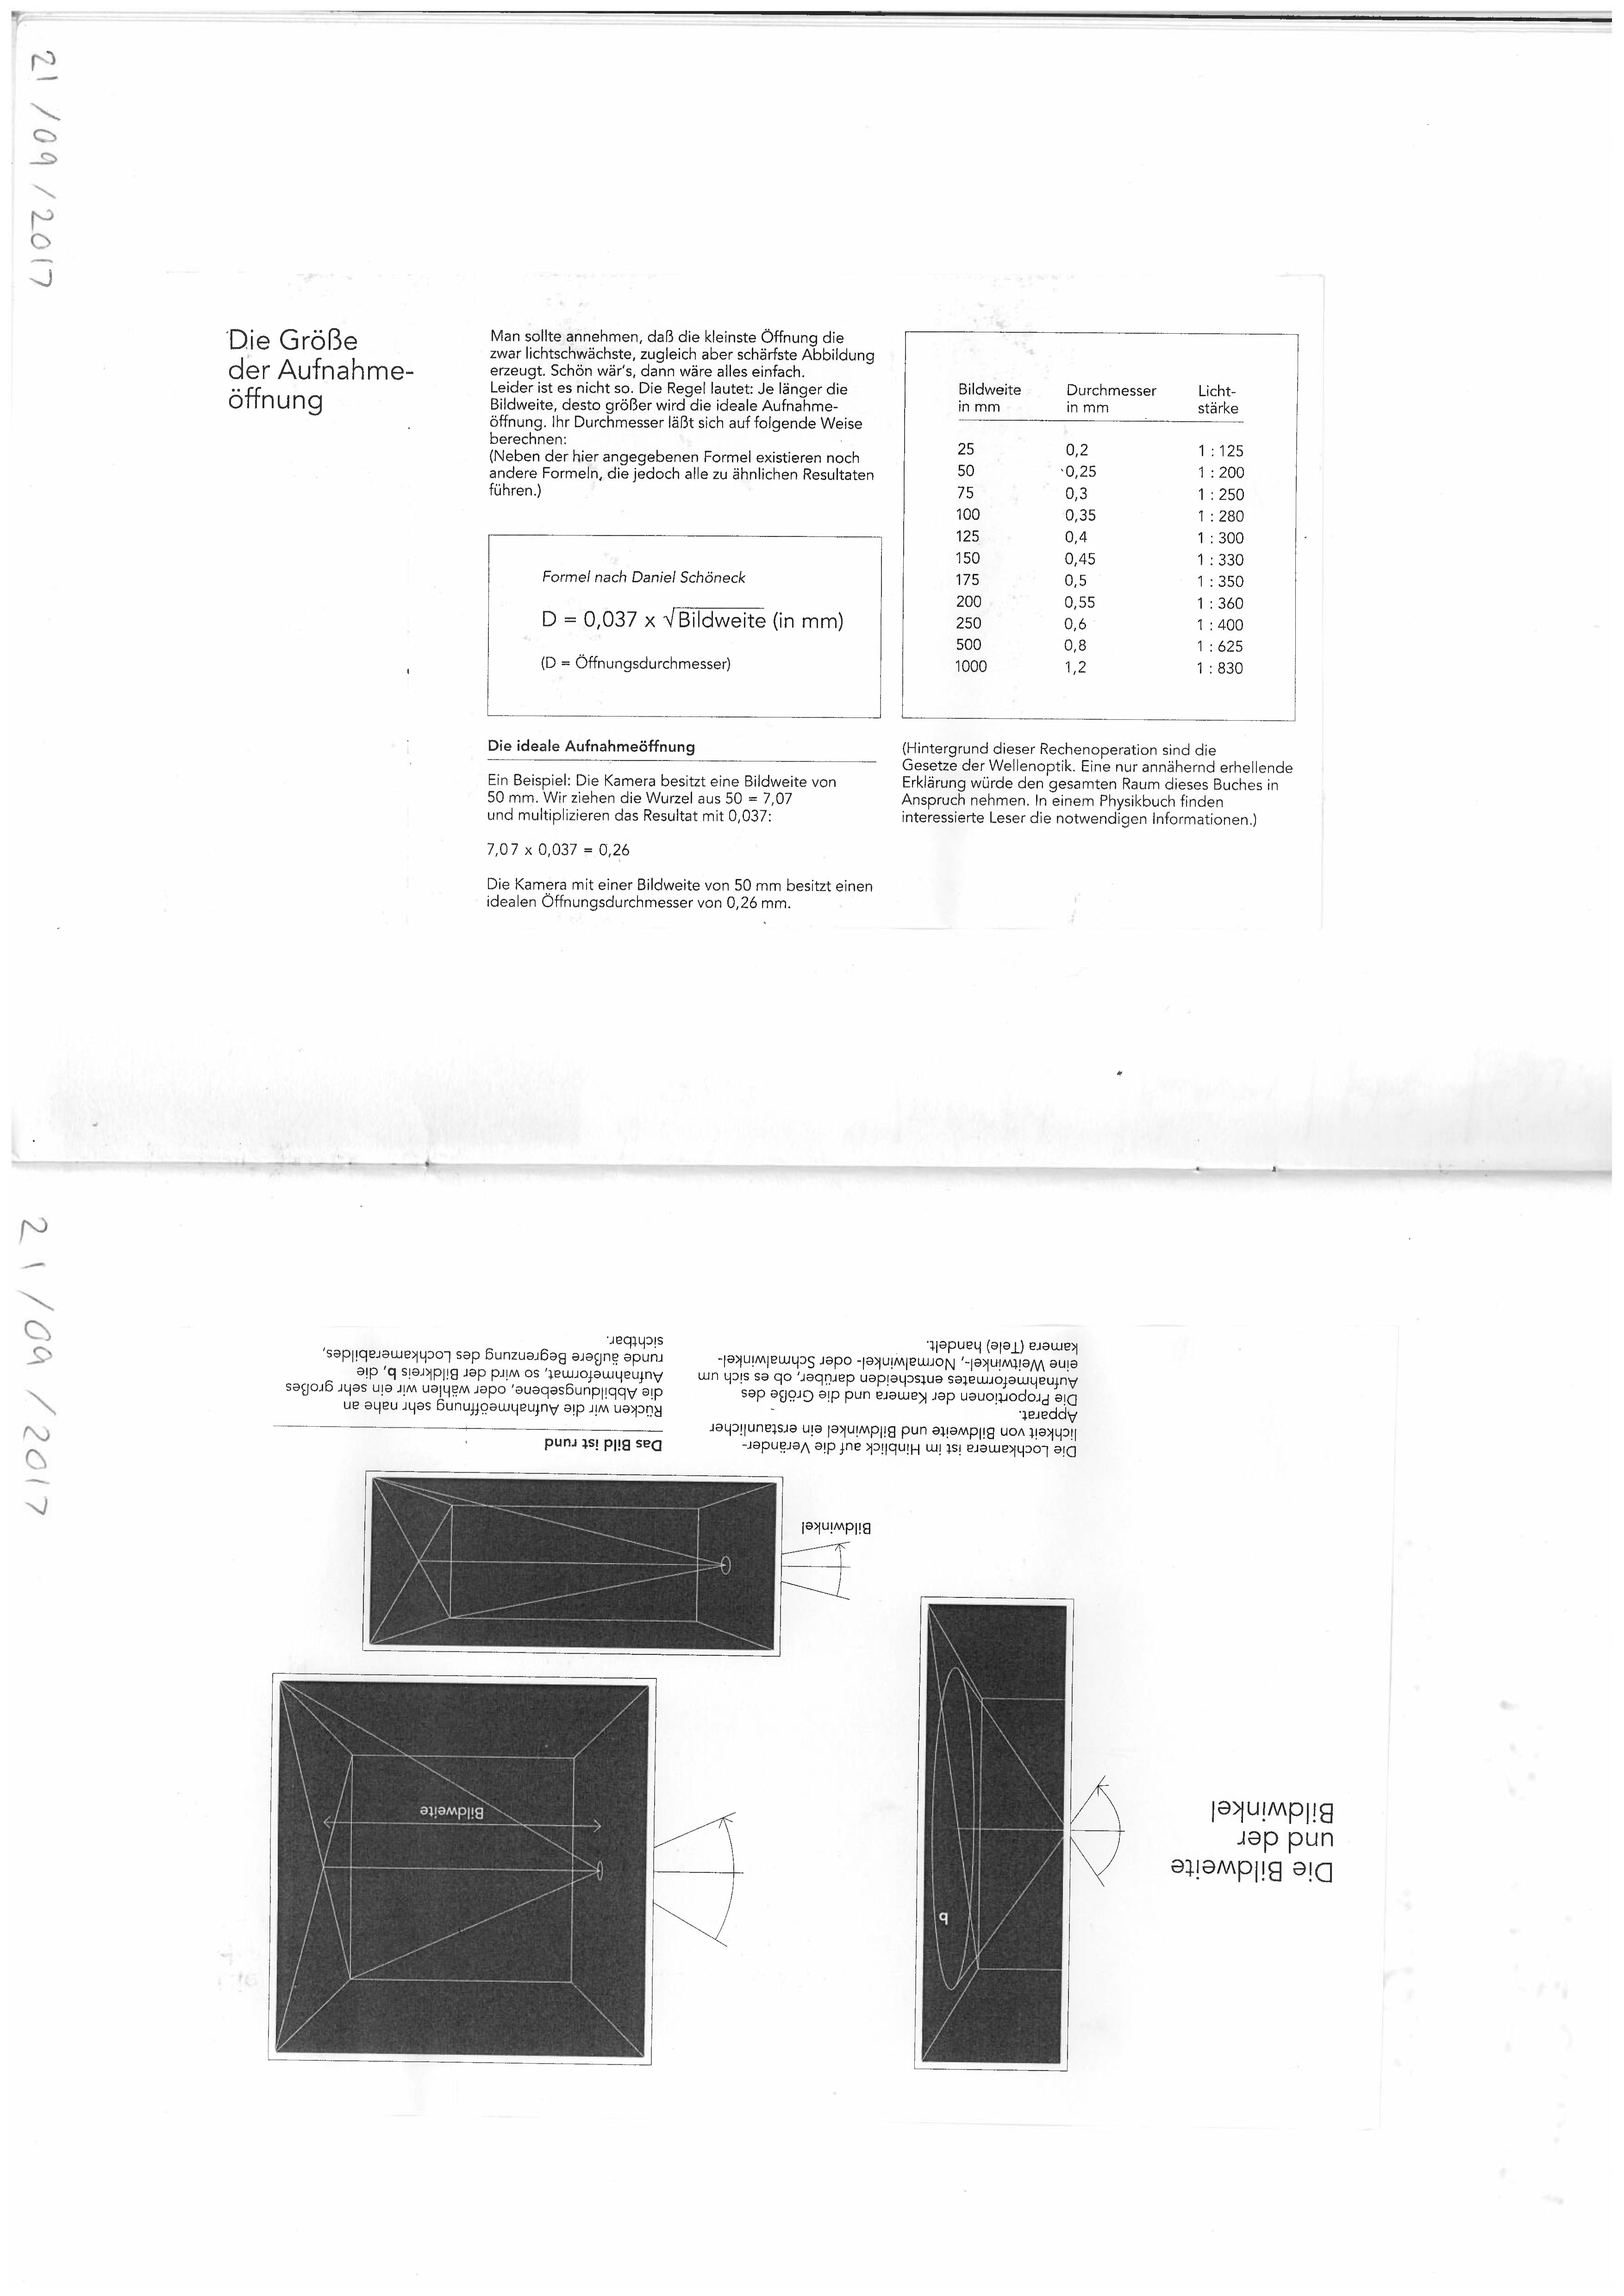 21/09/2017
Die Größe
der Aufnahme-
öffnung
Man sollte annehmen, daß die kleinste Öffnung die
zwar lichtschwächste, zugleich aber schärfste Abbildung
erzeugt. Schön wär's, dann wäre alles einfach.
Leider ist es nicht so. Die Regel lautet: Je länger die
Bildweite, desto größer wird die ideale Aufnahme-
öffnung. Ihr Durchmesser läßt sich auf folgende Weise
berechnen:
(Neben der hier angegebenen Formel existieren noch
andere Formeln, die jedoch alle zu ähnlichen Resultaten
führen.)
Formel nach Daniel Schöneck
D = 0,037 x √Bildweite (in mm)
(D = Öffnungsdurchmesser)
Die ideale Aufnahmeöffnung
Ein Beispiel: Die Kamera besitzt eine Bildweite von
50 mm. Wir ziehen die Wurzel aus 50 = 7,07
und multiplizieren das Resultat mit 0,037:
7,07 x 0,037 = 0,26
Die Kamera mit einer Bildweite von 50 mm besitzt einen
idealen Öffnungsdurchmesser von 0,26 mm.
Bildweite Durchmesser Licht-
in mm in mm stärke
25 0,2 1 : 125
50 0,25 1 : 200
75 0,3 1 : 250
100 0,35 1 : 280
125 0,4 1 : 300
150 0,45 1 : 330
175 0,5 1 : 350
200 0,55 1 : 360
250 0,6 1 : 400
500 0,8 1 : 625
1000 1,2 1 : 830
(Hintergrund dieser Rechenoperation sind die
Gesetze der Wellenoptik. Eine nur annähernd erhellende
Erklärung würde den gesamten Raum dieses Buches in
Anspruch nehmen. In einem Physikbuch finden
interessierte Leser die notwendigen Informationen.)
21/09/2017
Die Bildweite
und der
Bildwinkel
b
Bildweite
Bildwinkel
Die Lochkamera ist im Hinblick auf die Veränder-
lichkeit von Bildweite und Bildwinkel ein erstaunlicher
Apparat.
Die Proportionen der Kamera und die Größe des
Aufnahmeformates entscheiden darüber, ob es sich um
eine Weitwinkel-, Normalwinkel- oder Schmalwinkel-
kamera (Tele) handelt.
Das Bild ist rund
Rücken wir die Aufnahmeöffnung sehr nahe an
die Abbildungsebene, oder wählen wir ein sehr großes
Aufnahmeformat, so wird der Bildkreis b, die
runde äußere Begrenzung des Lochkamerabildes,
sichtbar.